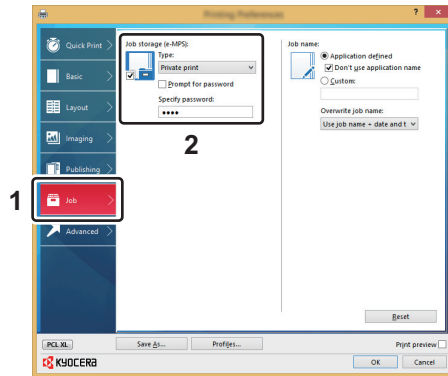 Printing Preferences
? ×
Quick Print >
Basic >
Layout >
Imaging >
Publishing >
1
Job >
Advanced >
Job storage (e-MPS):
Type:
Private print
Prompt for password
Specify password:
••••
2
Job name:
Application defined
Don't use application name
Custom:
Overwrite job name:
Use job name + date and t
Reset
PCL XL
Save As...
Profiles...
Print preview
KYOCERA
OK
Cancel